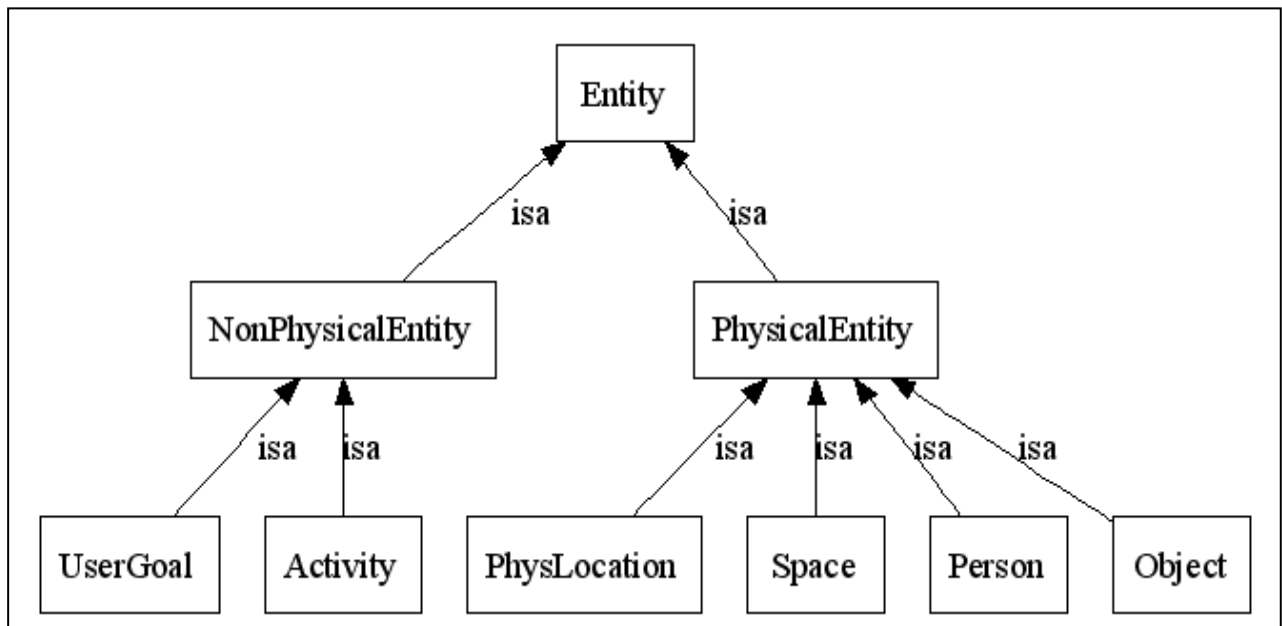 Entity
isa isa
NonPhysicalEntity PhysicalEntity
isa isa isa isa isa isa
UserGoal Activity PhysLocation Space Person Object